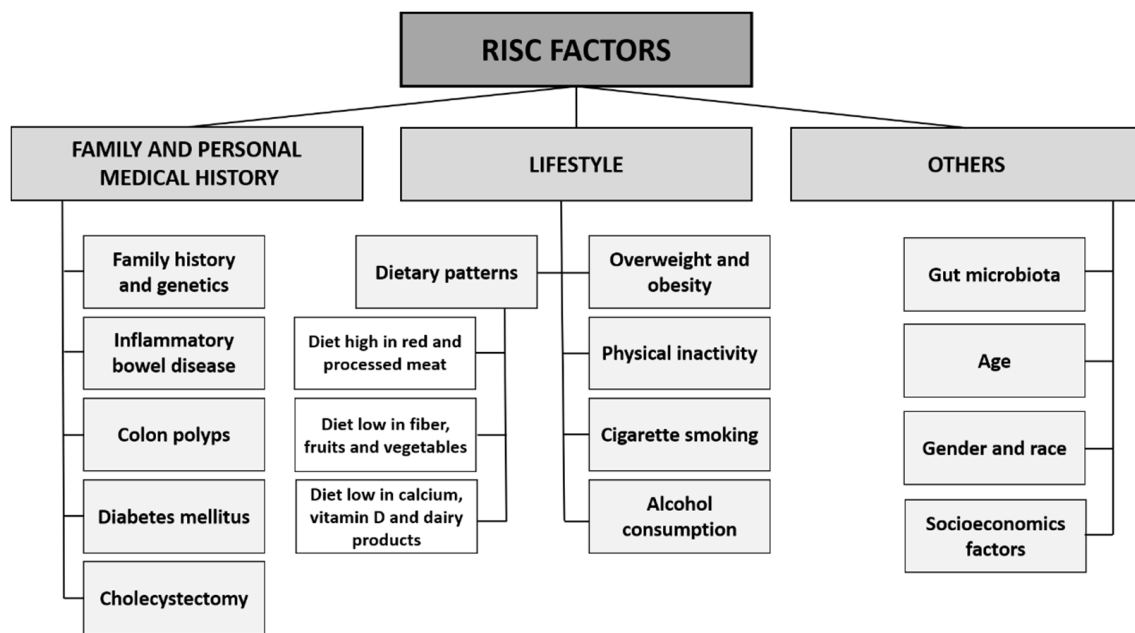 RISC FACTORS
FAMILY AND PERSONAL
MEDICAL HISTORY
Family history
and genetics
Inflammatory
bowel disease
Colon polyps
Diabetes mellitus
Cholecystectomy
LIFESTYLE
Dietary patterns
Diet high in red and
processed meat
Diet low in fiber,
fruits and vegetables
Diet low in calcium,
vitamin D and dairy
products
Overweight and
obesity
Physical inactivity
Cigarette smoking
Alcohol
consumption
OTHERS
Gut microbiota
Age
Gender and race
Socioeconomics
factors